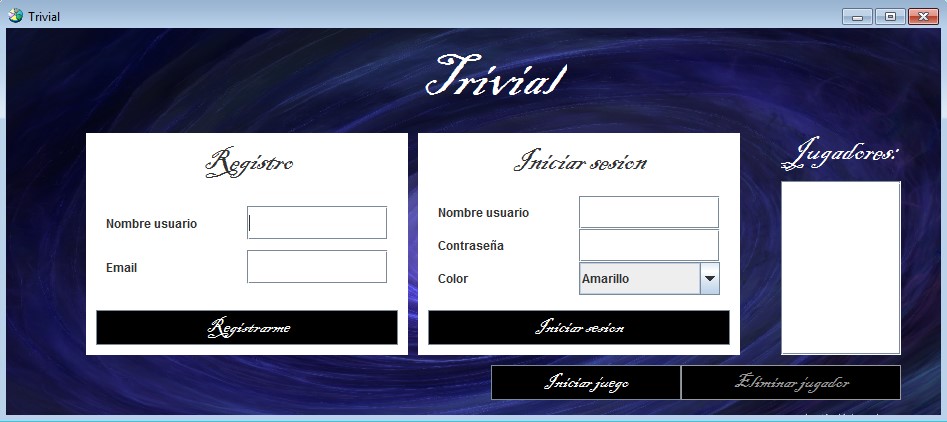 Trivial
Trivial
Registro
Nombre usuario
Email
Registrarme
Iniciar sesion
Nombre usuario
Contraseña
Color
Amarillo
Iniciar sesion
Jugadores:
Iniciar juego
Eliminar jugador